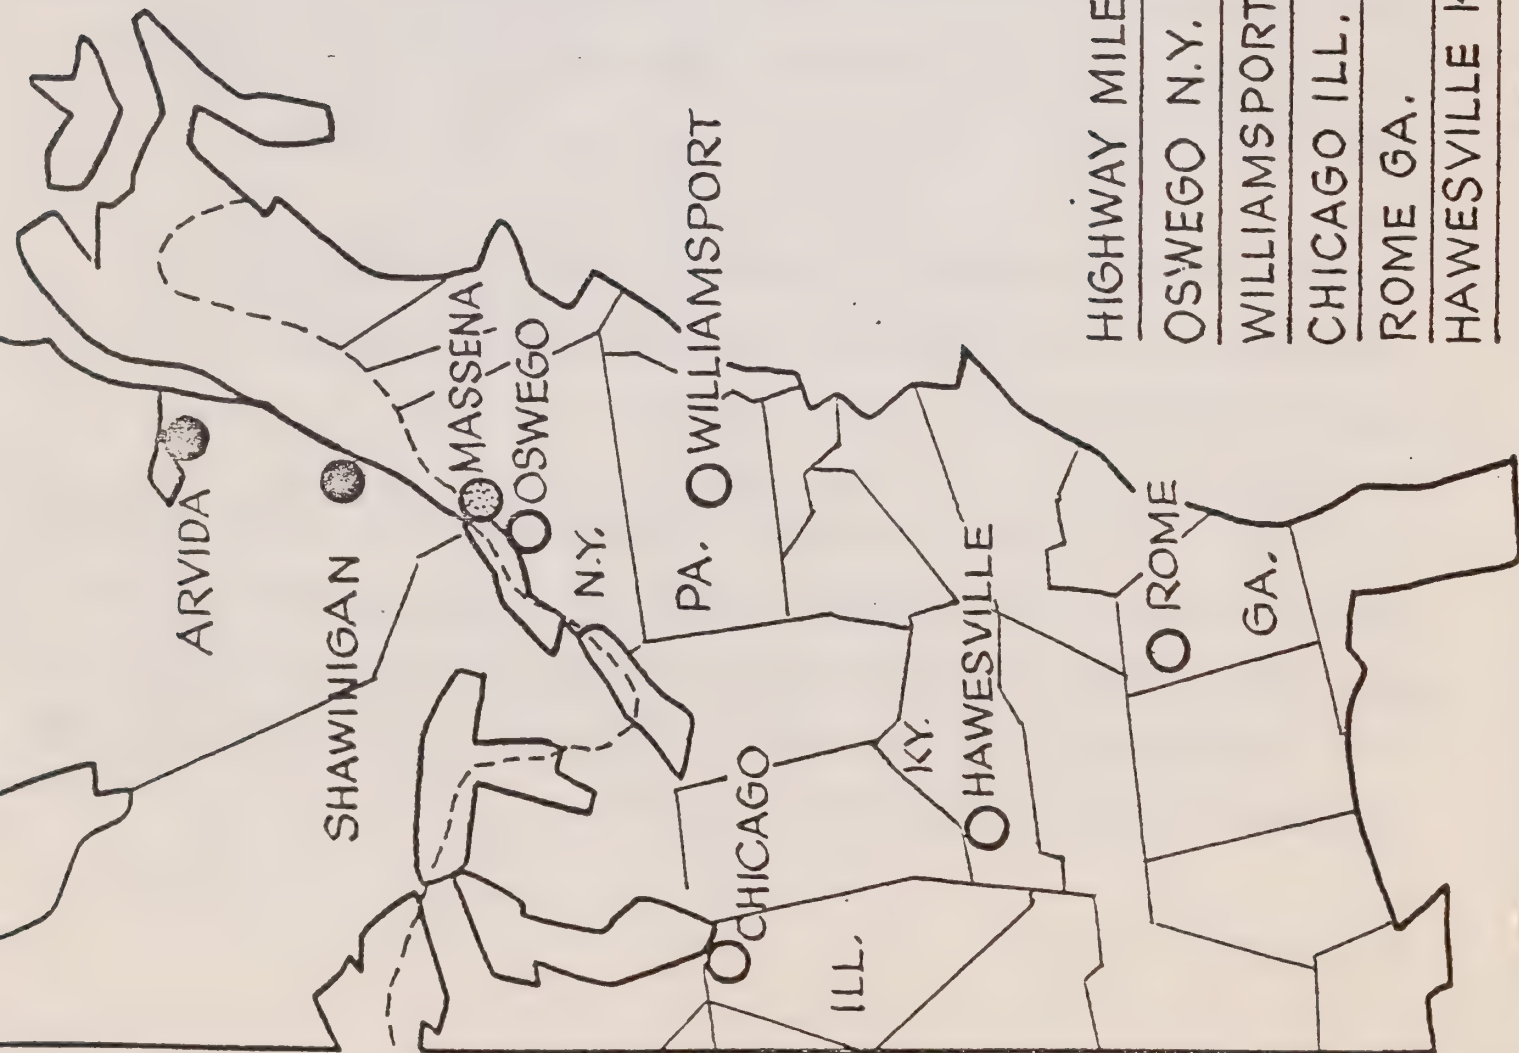 ARVIDA
SHAWINIGAN
MASSENA
OSWEGO
N.Y.
PA.
WILLIAMSPORT
CHICAGO
ILL.
KY.
HAWESVILLE
ROME
GA.
HIGHWAY MILE
OSWEGO N.Y.
WILLIAMSPORT
CHICAGO ILL.
ROME GA.
HAWESVILLE